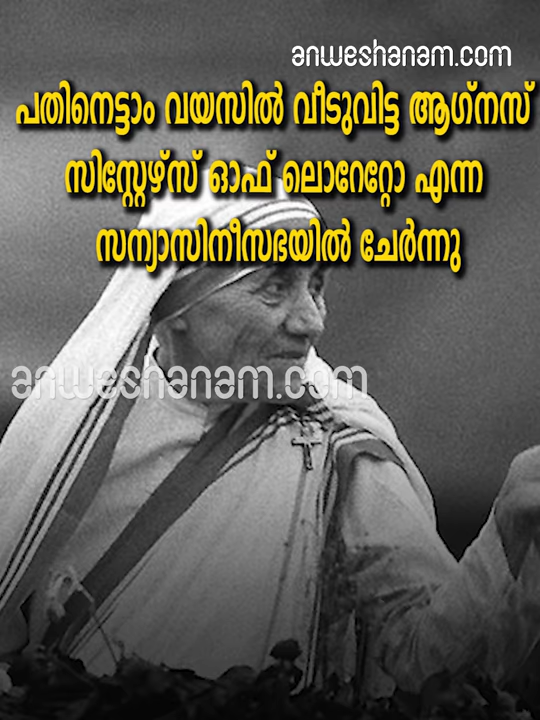 anweshanam.com
പതിനെട്ടാം വയസിൽ വീടുവിട്ട ആഗ്നസ്
സിസ്റ്റേഴ്സ് ഓഫ് ലൊറേറ്റോ എന്ന
സന്യാസിനീസഭയിൽ ചേർന്നു
anweshanam.com